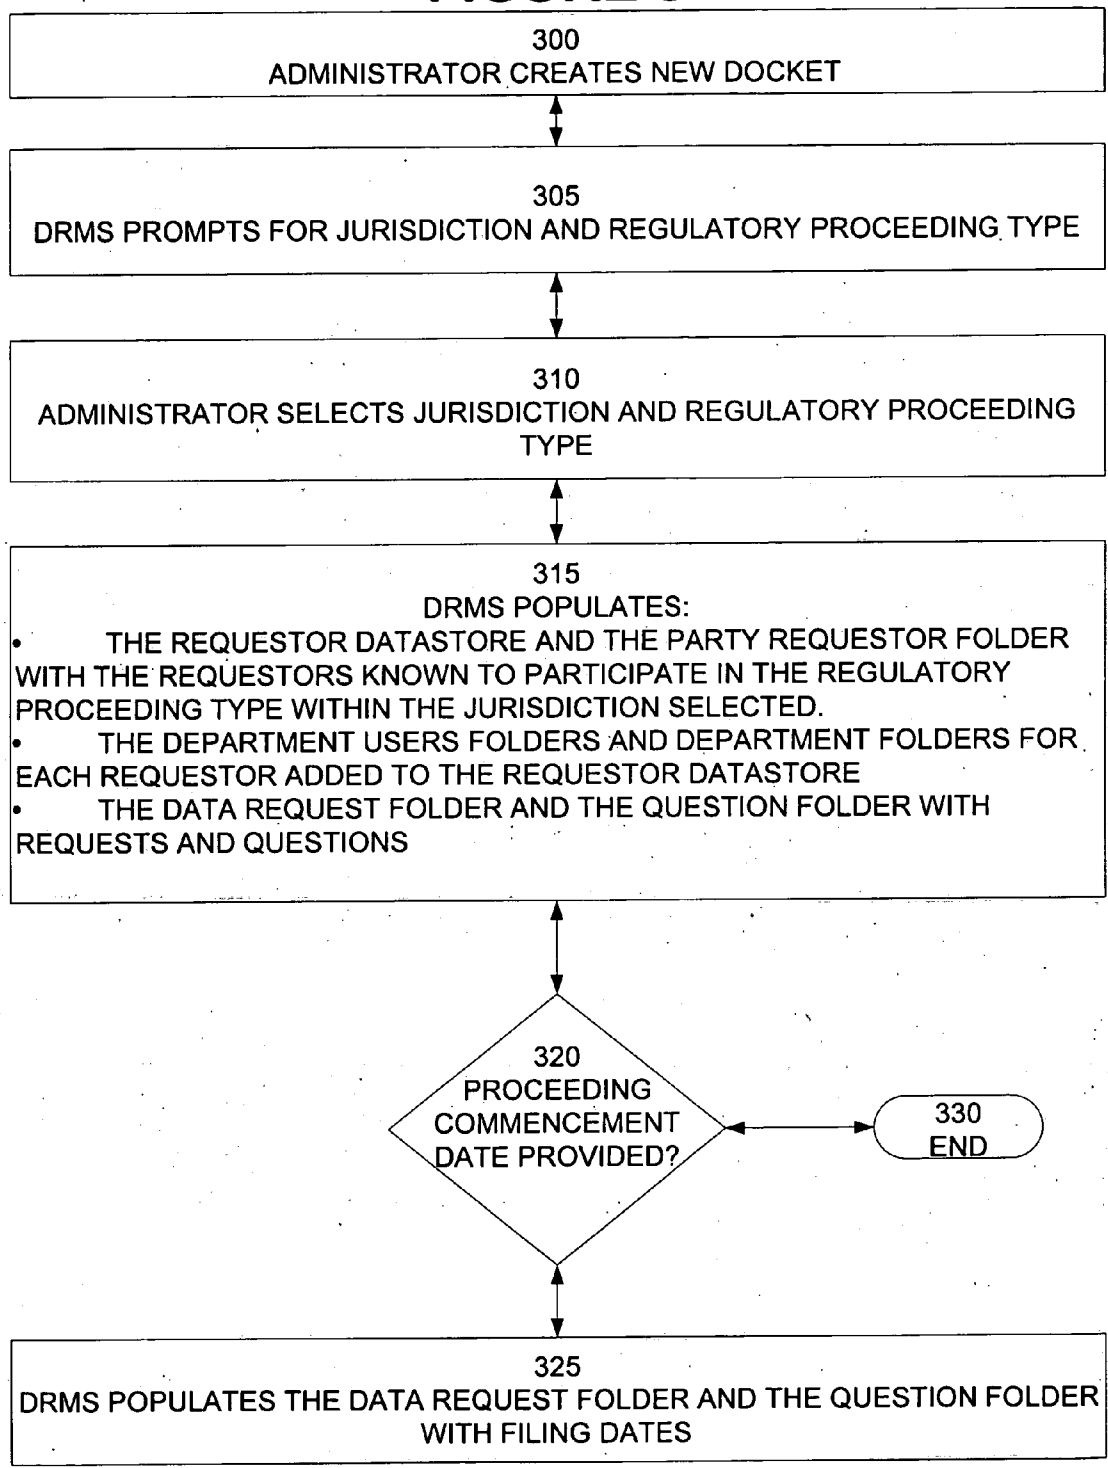 300
ADMINISTRATOR CREATES NEW DOCKET
305
DRMS PROMPTS FOR JURISDICTION AND REGULATORY PROCEEDING TYPE
310
ADMINISTRATOR SELECTS JURISDICTION AND REGULATORY PROCEEDING
TYPE
315
DRMS POPULATES:
• THE REQUESTOR DATASTORE AND THE PARTY REQUESTOR FOLDER
WITH THE REQUESTORS KNOWN TO PARTICIPATE IN THE REGULATORY
PROCEEDING TYPE WITHIN THE JURISDICTION SELECTED.
• THE DEPARTMENT USERS FOLDERS AND DEPARTMENT FOLDERS FOR
EACH REQUESTOR ADDED TO THE REQUESTOR DATASTORE
• THE DATA REQUEST FOLDER AND THE QUESTION FOLDER WITH
REQUESTS AND QUESTIONS
320
PROCEEDING
COMMENCEMENT
DATE PROVIDED?
330
END
325
DRMS POPULATES THE DATA REQUEST FOLDER AND THE QUESTION FOLDER
WITH FILING DATES